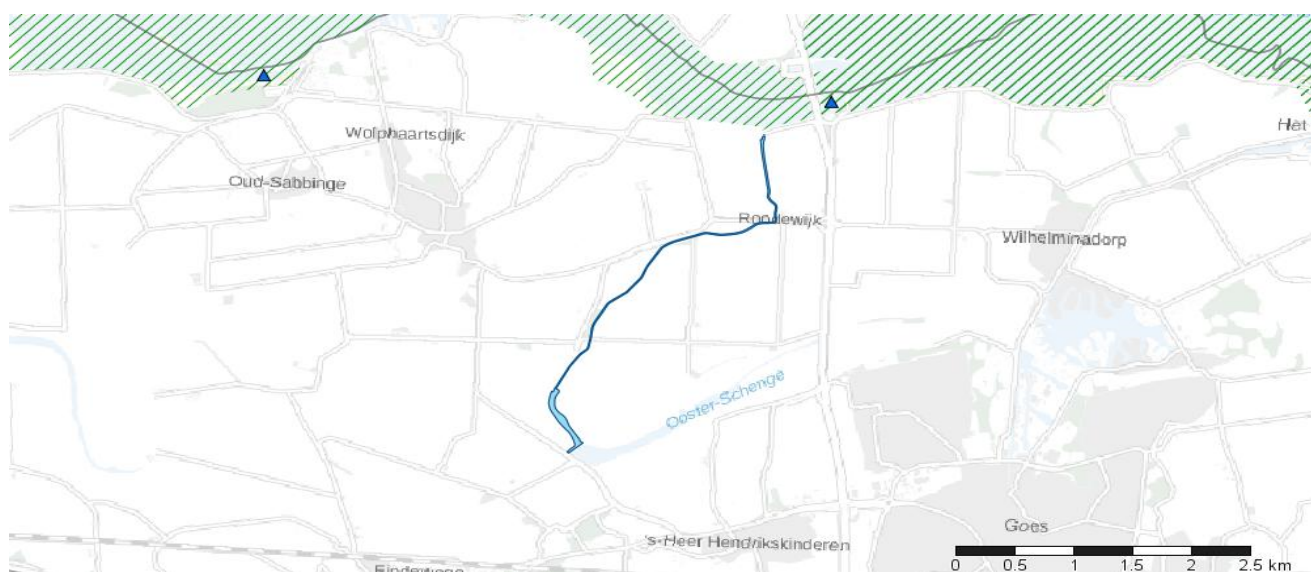 Wolphaartsdijk
Het
Oud-Sabbinge
Roodewijk
Wilhelminadorp
Ooster-Schenge
Goes
's-Heer Hendrikskinderen
Eindewege
0 0.5 1 1.5 2 2.5 km